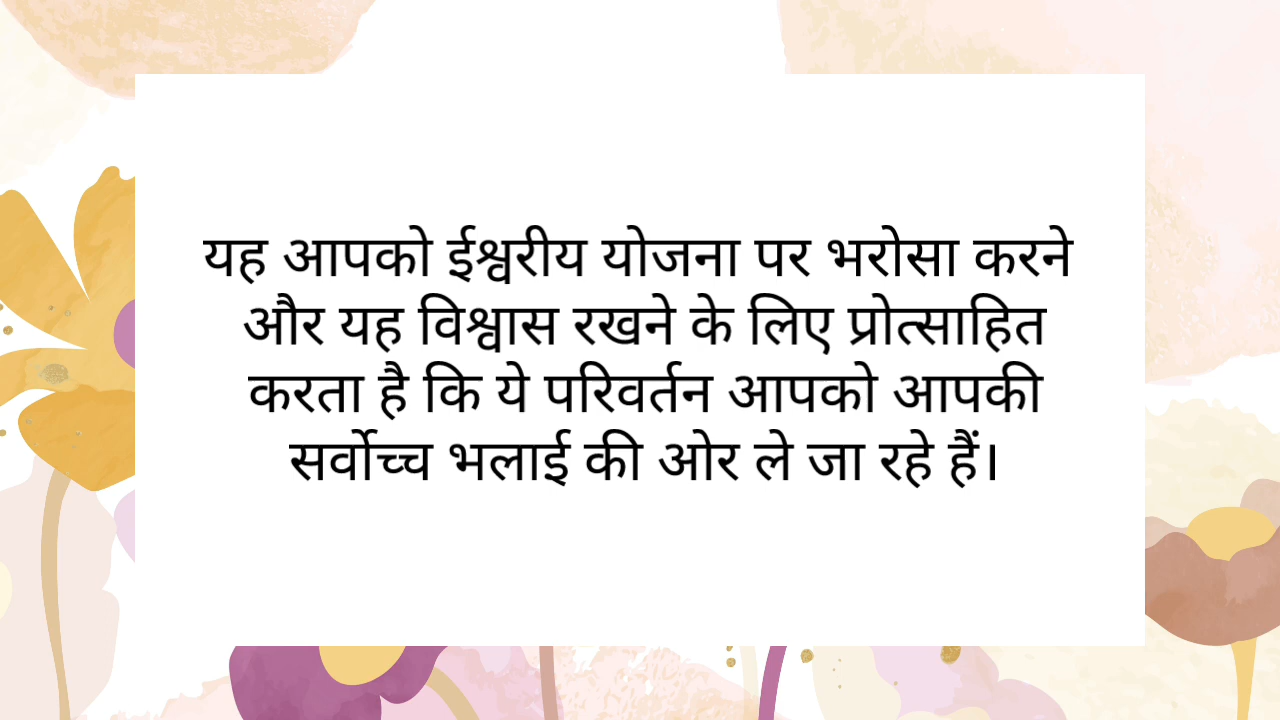 यह आपको ईश्वरीय योजना पर भरोसा करने
और यह विश्वास रखने के लिए प्रोत्साहित
करता है कि ये परिवर्तन आपको आपकी
सर्वोच्च भलाई की ओर ले जा रहे हैं।